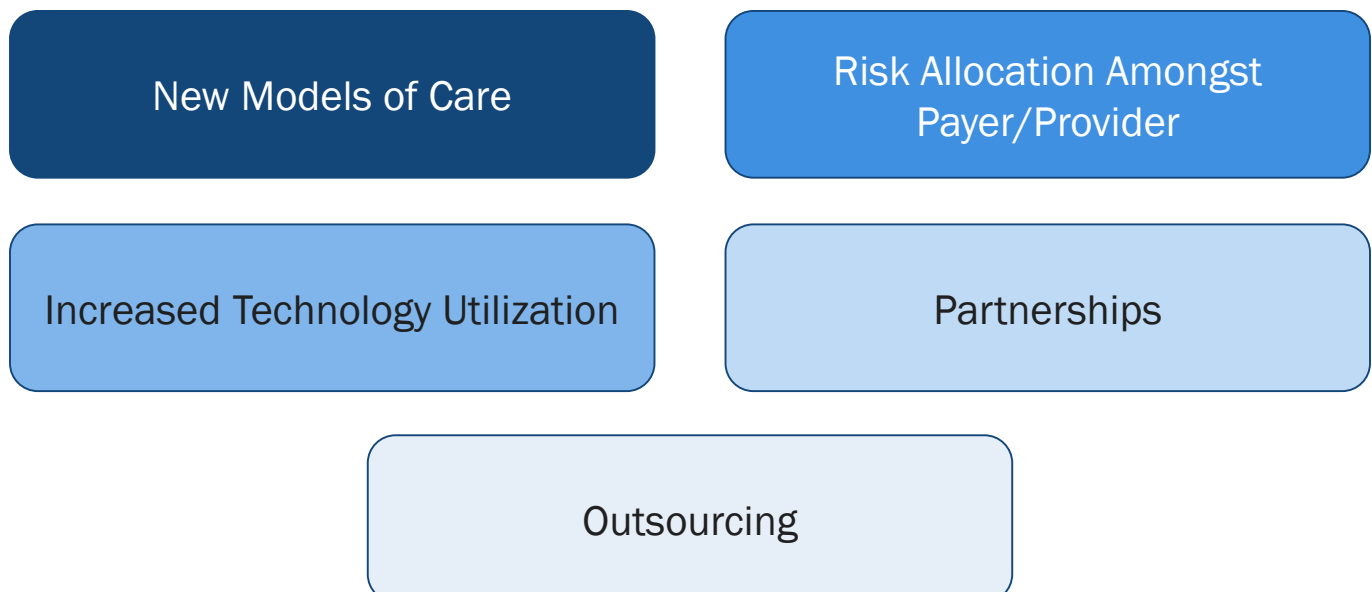 New Models of Care
Risk Allocation Amongst
Payer/Provider
Increased Technology Utilization
Partnerships
Outsourcing